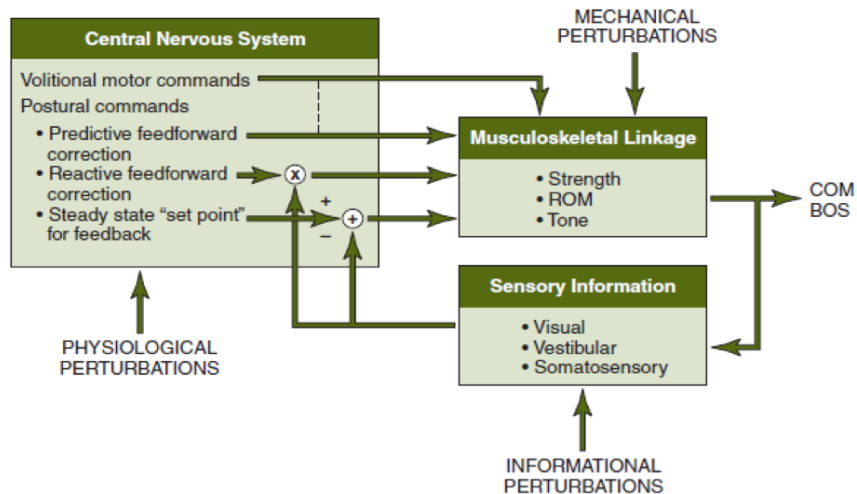 Central Nervous System
Volitional motor commands
Postural commands
• Predictive feedforward
correction
• Reactive feedforward
correction
• Steady state “set point”
for feedback
x
+
+
–
MECHANICAL
PERTURBATIONS
Musculoskeletal Linkage
• Strength
• ROM
• Tone
COM
BOS
Sensory Information
• Visual
• Vestibular
• Somatosensory
PHYSIOLOGICAL
PERTURBATIONS
INFORMATIONAL
PERTURBATIONS